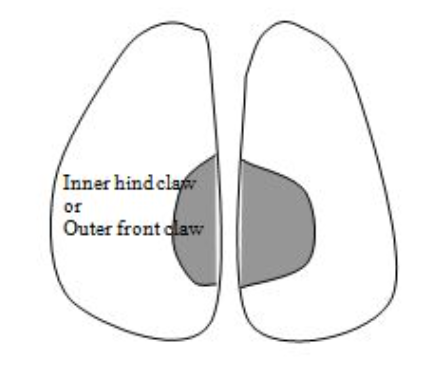 Inner hind claw
or
Outer front claw